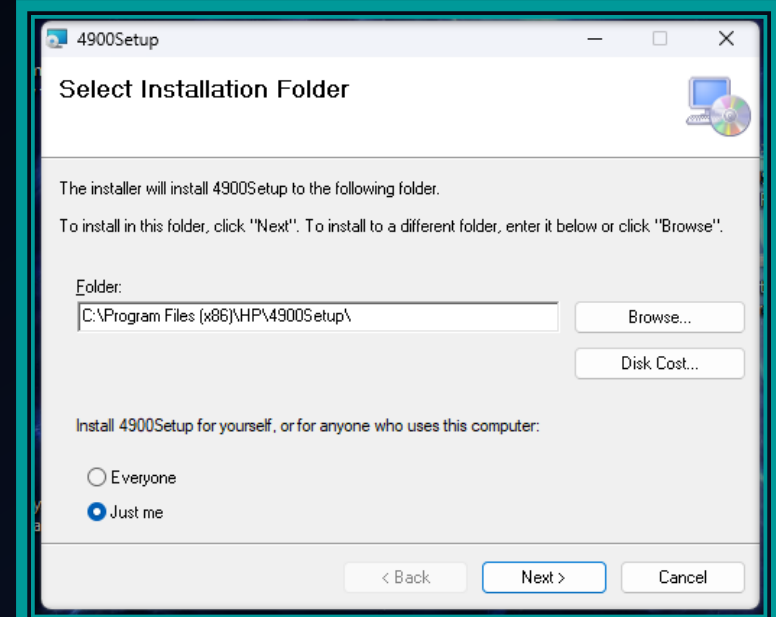 4900Setup
Select Installation Folder
The installer will install 4900Setup to the following folder.
To install in this folder, click "Next". To install to a different folder, enter it below or click "Browse".
Folder:
C:\Program Files (x86)\HP\4900Setup\
Browse...
Disk Cost...
Install 4900Setup for yourself, or for anyone who uses this computer:
Everyone
Just me
< Back
Next >
Cancel